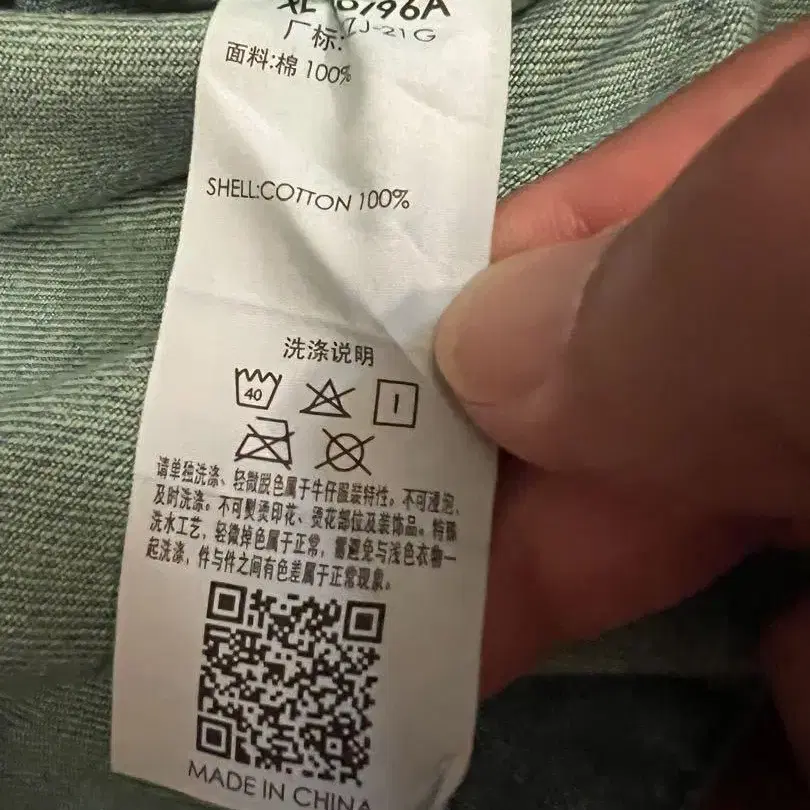 厂标:ZJ-21G
面料:棉 100%
SHELL:COTTON 100%
洗涤说明
40
请单独洗涤、轻微脱色属于牛仔服装特性。不可浸泡,
及时洗涤。不可熨烫印花、烫花部位及装饰品。特殊
洗水工艺，轻微掉色属于正常，需避免与浅色衣物一
起洗涤，件与件之间有色差属于正常现象。
MADE IN CHINA